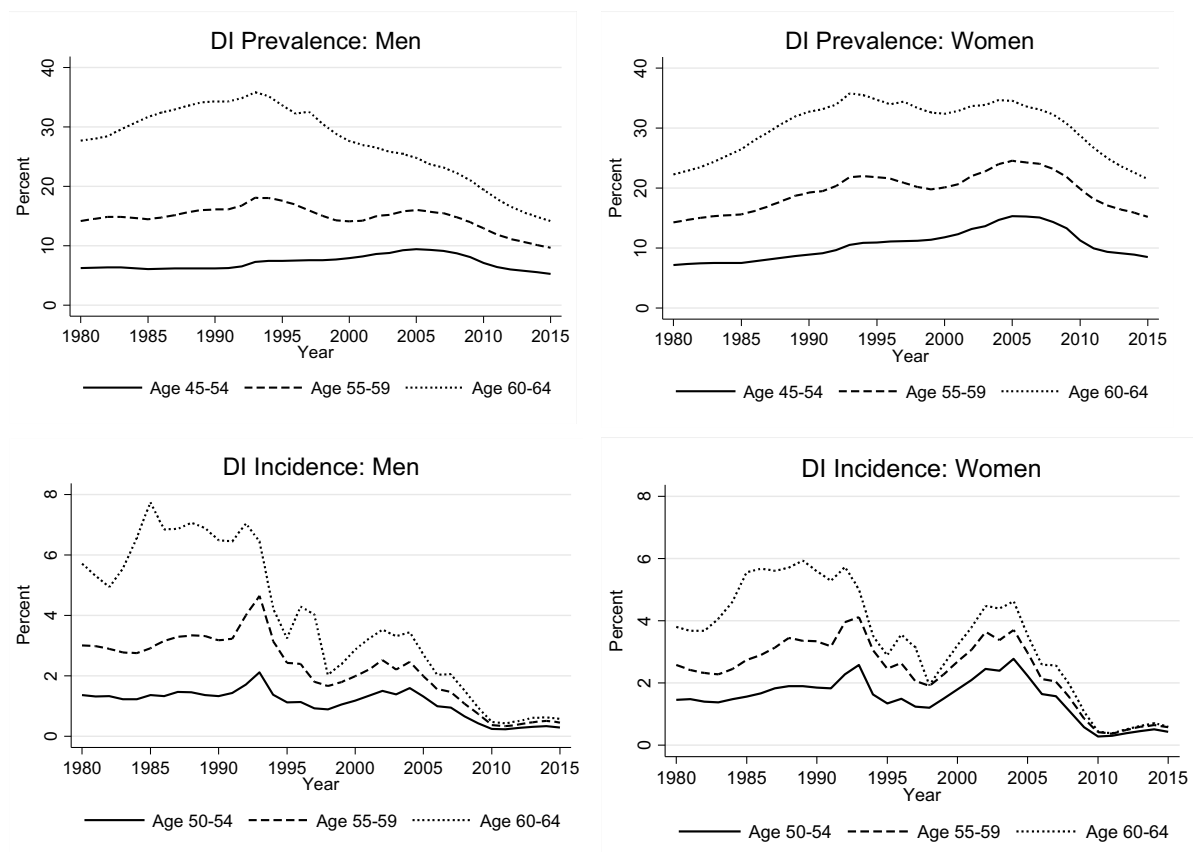 DI Prevalence: Men
Percent
40
30
20
10
0
1980 1985 1990 1995 2000 2005 2010 2015
Year
Age 45-54 Age 55-59 Age 60-64
DI Prevalence: Women
Percent
40
30
20
10
0
1980 1985 1990 1995 2000 2005 2010 2015
Year
Age 45-54 Age 55-59 Age 60-64
DI Incidence: Men
Percent
8
6
4
2
0
1980 1985 1990 1995 2000 2005 2010 2015
Year
Age 50-54 Age 55-59 Age 60-64
DI Incidence: Women
Percent
8
6
4
2
0
1980 1985 1990 1995 2000 2005 2010 2015
Year
Age 50-54 Age 55-59 Age 60-64